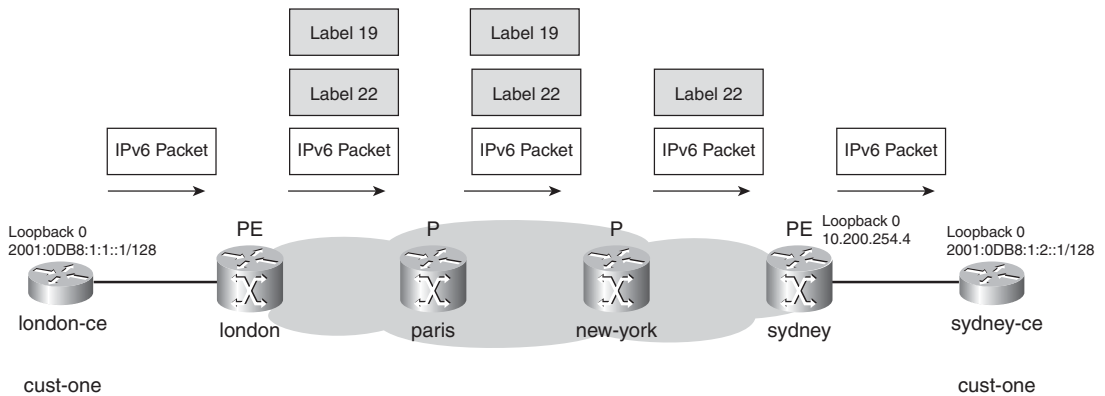 Label 19
Label 19
Label 22
Label 22
Label 22
IPv6 Packet
IPv6 Packet
IPv6 Packet
IPv6 Packet
IPv6 Packet
Loopback 0
2001:0DB8:1:1::1/128
PE
P
P
PE
Loopback 0
10.200.254.4
Loopback 0
2001:0DB8:1:2::1/128
london-ce
london
paris
new-york
sydney
sydney-ce
cust-one
cust-one